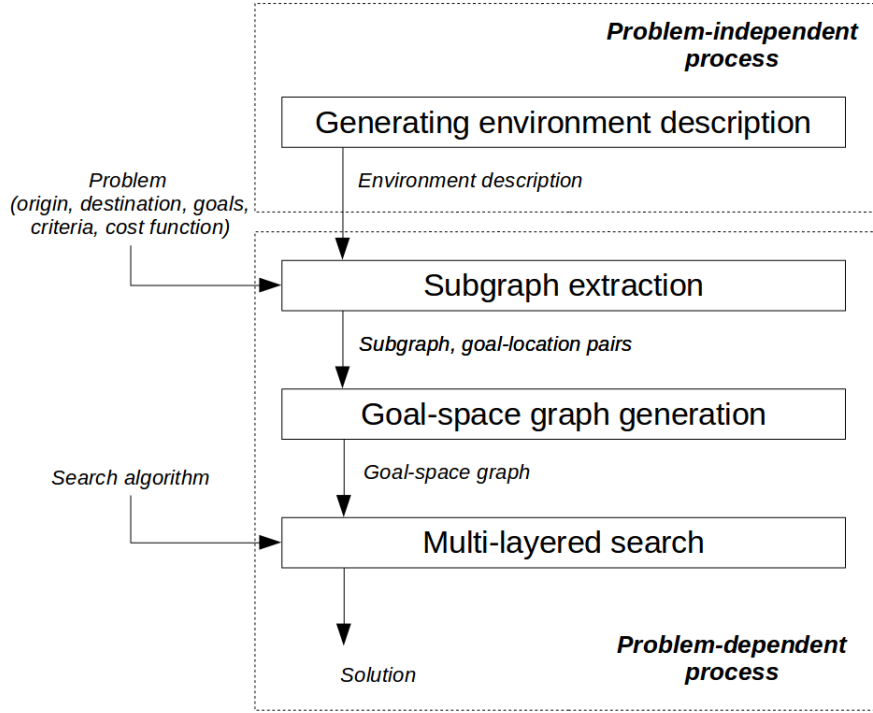 Problem-independent
process
Generating environment description
Environment description
Problem
(origin, destination, goals,
criteria, cost function)
Subgraph extraction
Subgraph, goal-location pairs
Goal-space graph generation
Goal-space graph
Search algorithm
Multi-layered search
Problem-dependent
process
Solution